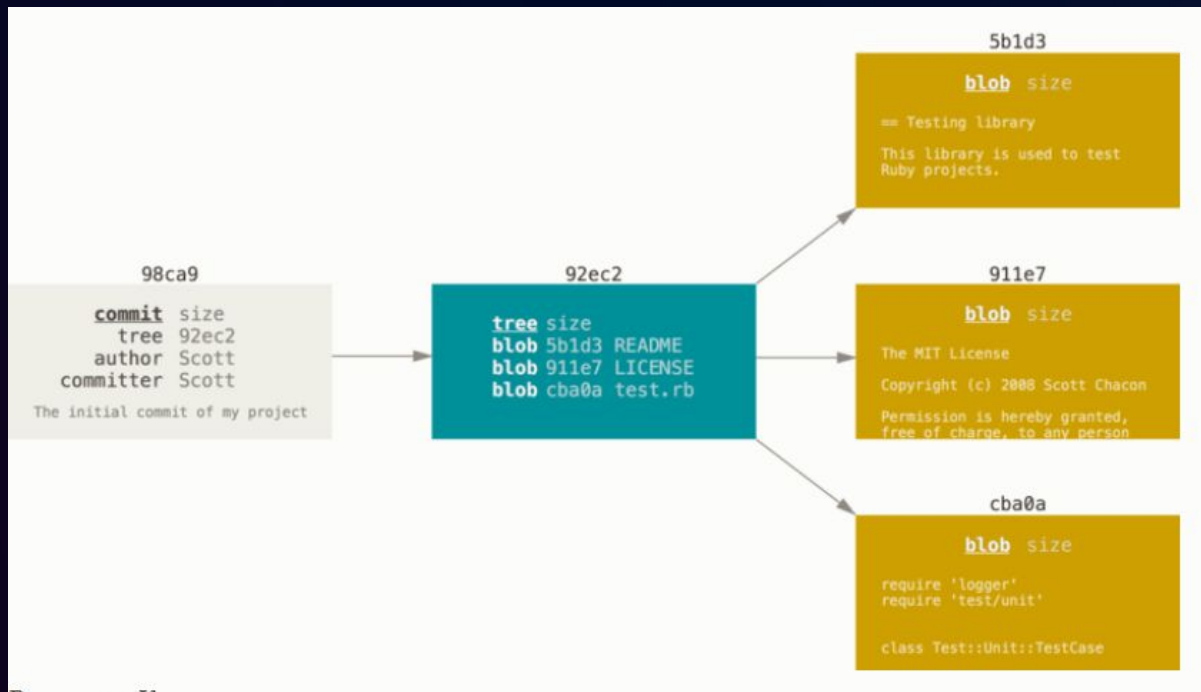 98ca9
commit size
tree 92ec2
author Scott
committer Scott
The initial commit of my project
92ec2
tree size
blob 5b1d3 README
blob 911e7 LICENSE
blob cba0a test.rb
5b1d3
blob size
== Testing library
This library is used to test
Ruby projects.
911e7
blob size
The MIT License
Copyright (c) 2008 Scott Chacon
Permission is hereby granted,
free of charge, to any person
cba0a
blob size
require 'logger'
require 'test/unit'
class Test::Unit::TestCase